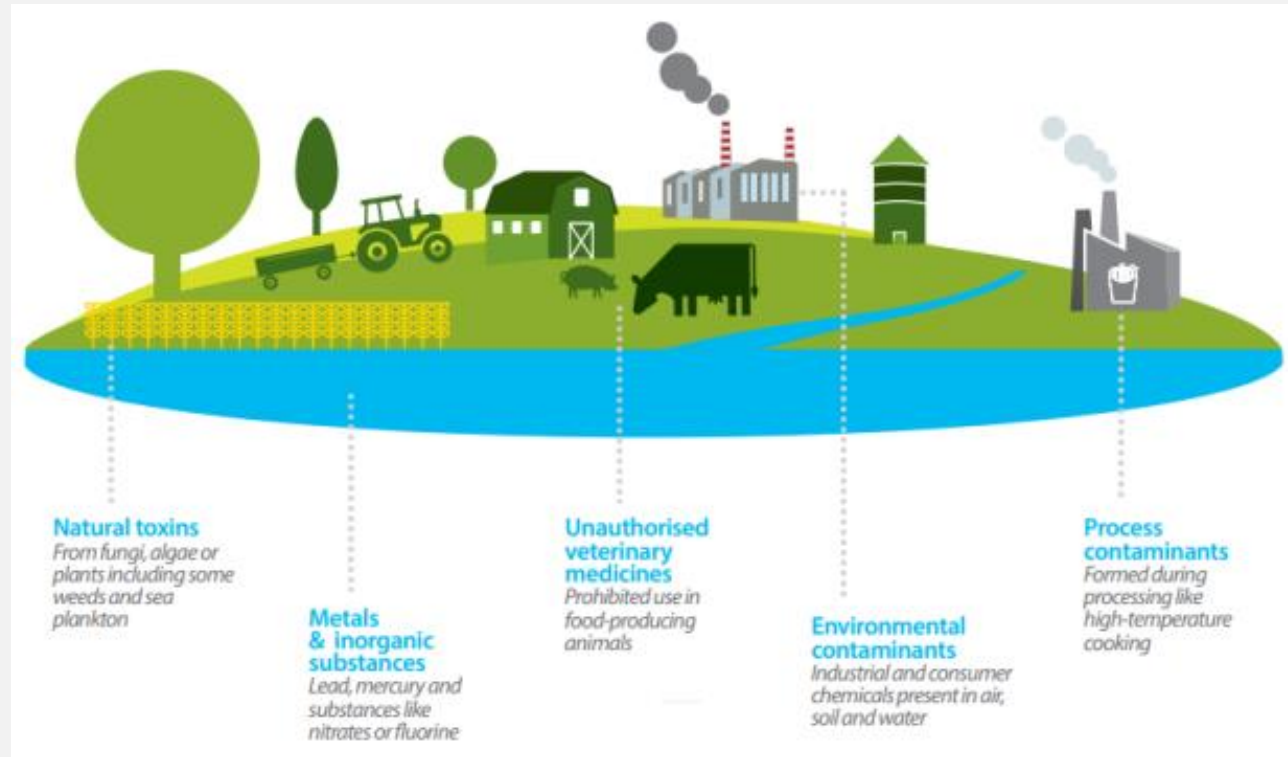 Natural toxins
From fungi, algae or
plants including some
weeds and sea
plankton
Metals
& inorganic
substances
Lead, mercury and
substances like
nitrates or fluorine
Unauthorised
veterinary
medicines
Prohibited use in
food-producing
animals
Environmental
contaminants
Industrial and consumer
chemicals present in air,
soil and water
Process
contaminants
Formed during
processing like
high-temperature
cooking